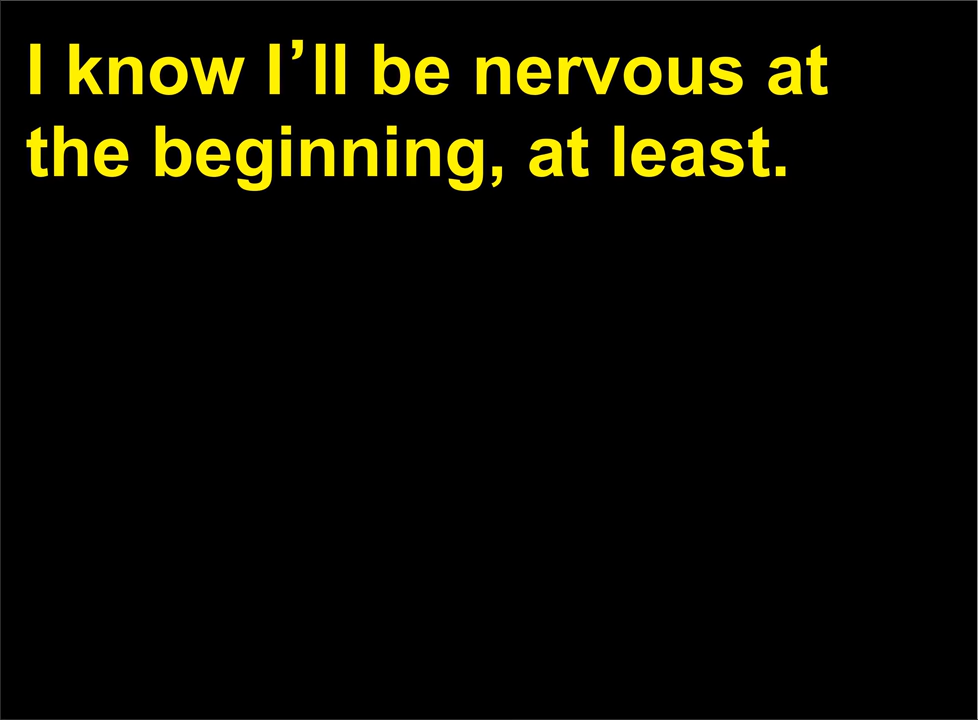 I know I’ll be nervous at
the beginning, at least.